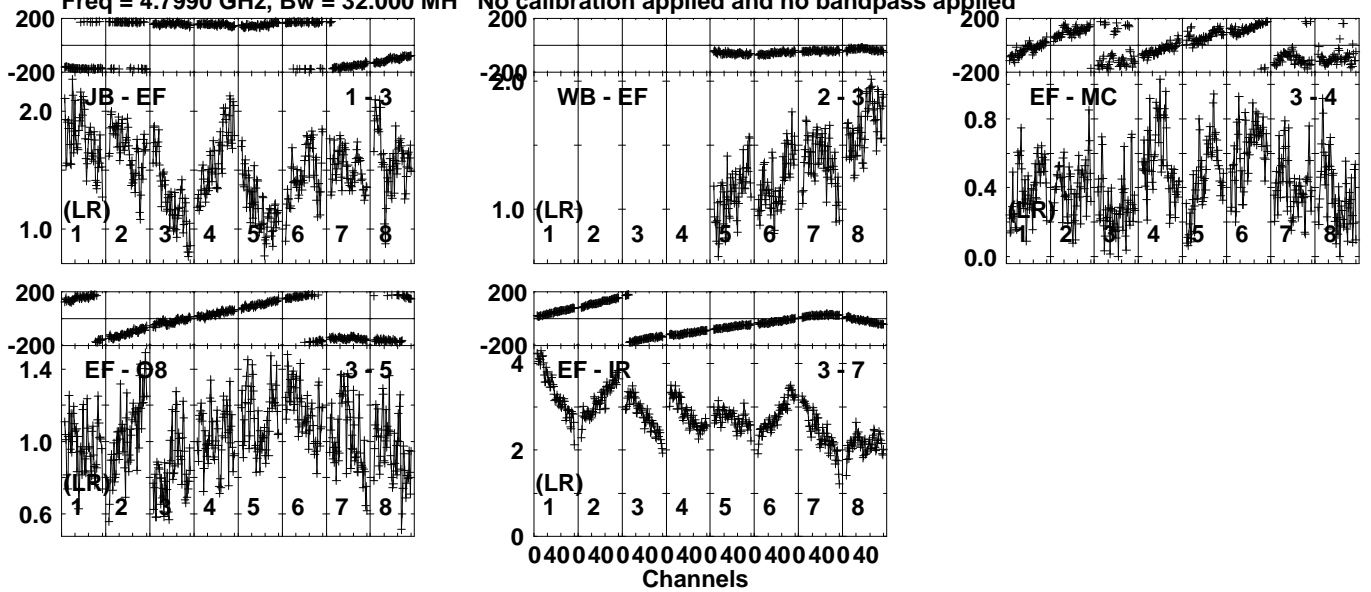 Freq = 4.7990 GHz, Bw = 32.000 MH No calibration applied and no bandpass applied
200
-200
JB - EF 1 - 3
2.0
1.0
(LR)
1 2 3 4 5 6 7 8
200
-200
WB - EF 2 - 3
2.0
1.0
(LR)
1 2 3 4 5 6 7 8
200
-200
EF - MC 3 - 4
0.8
0.4
0.0
(LR)
1 2 3 4 5 6 7 8
200
-200
EF - O8 3 - 5
1.4
1.0
0.6
(LR)
1 2 3 4 5 6 7 8
200
-200
EF - IR 3 - 7
4
2
0
(LR)
1 2 3 4 5 6 7 8
0 40 0 40 0 40 0 40 0 40 0 40 0 40 0 40
Channels